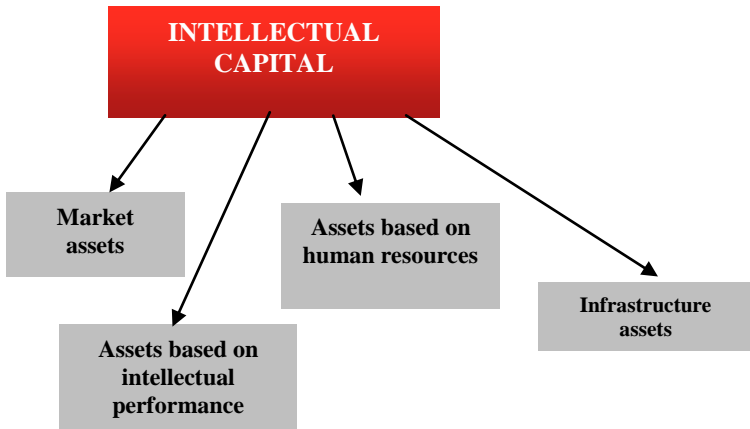 INTELLECTUAL
CAPITAL
Market
assets
Assets based on
human resources
Infrastructure
assets
Assets based on
intellectual
performance